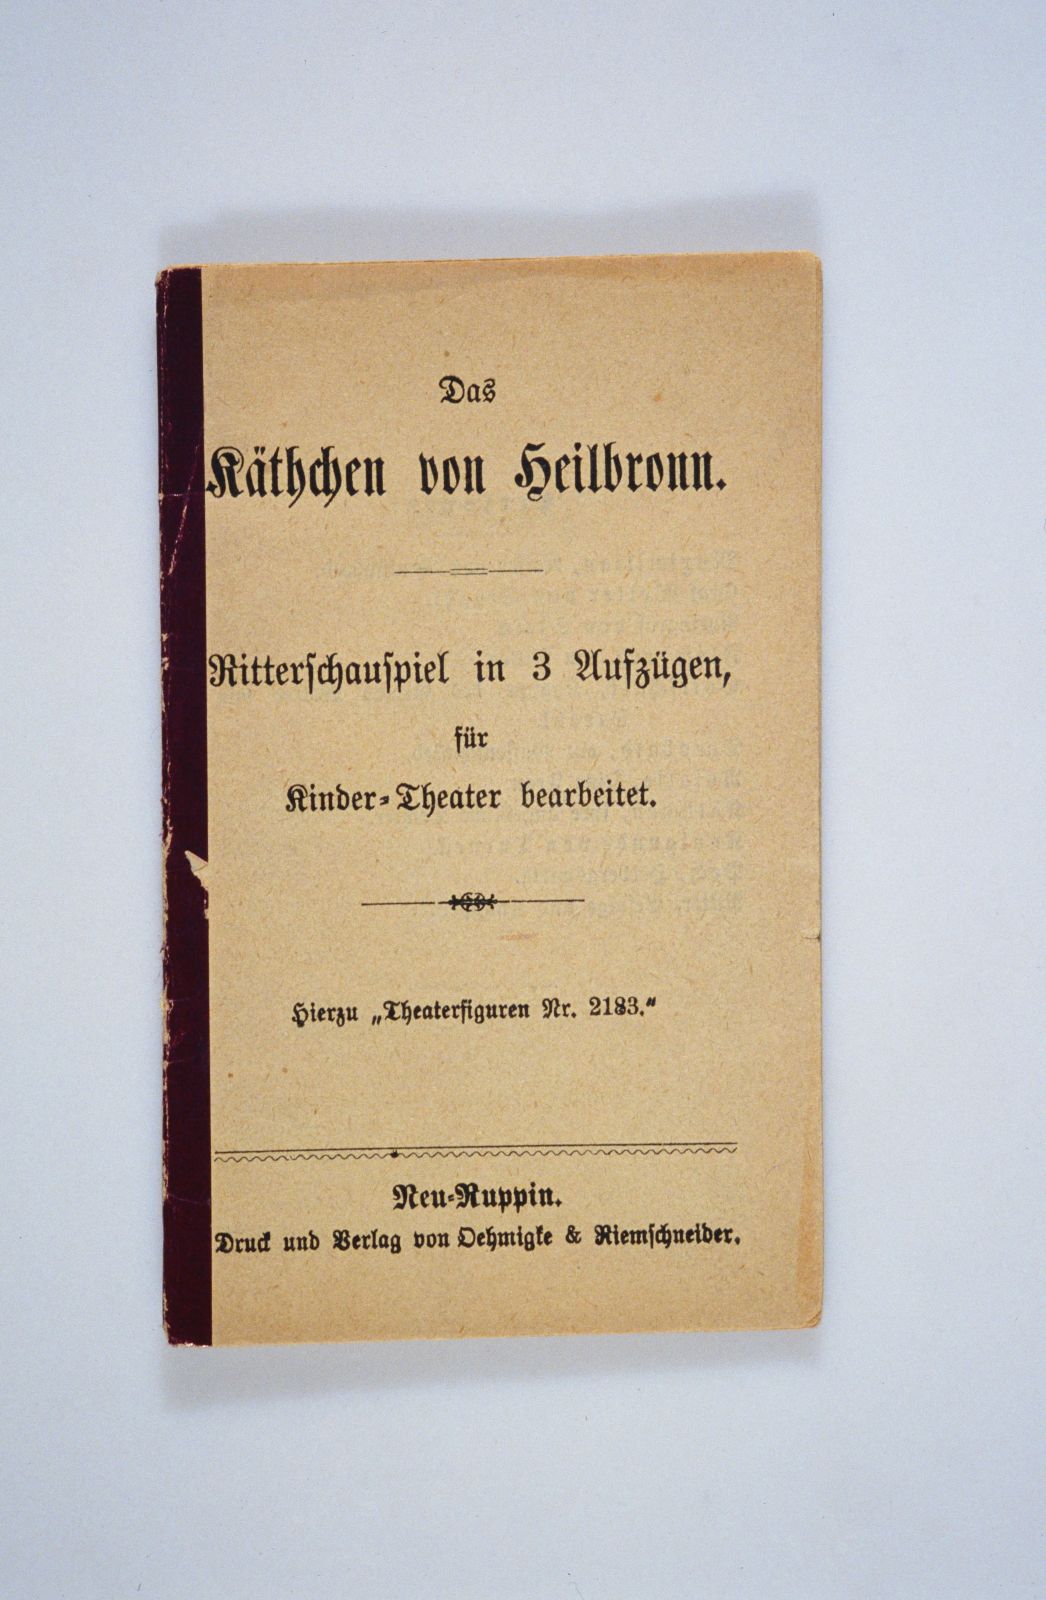 Das
Käthchen von Heilbronn.
Ritterschauspiel in 3 Aufzügen,
für
Kinder-Theater bearbeitet.
Hierzu „Theaterfiguren Nr. 2183.“
Neu-Ruppin.
Druck und Verlag von Oehmigke & Riemschneider.